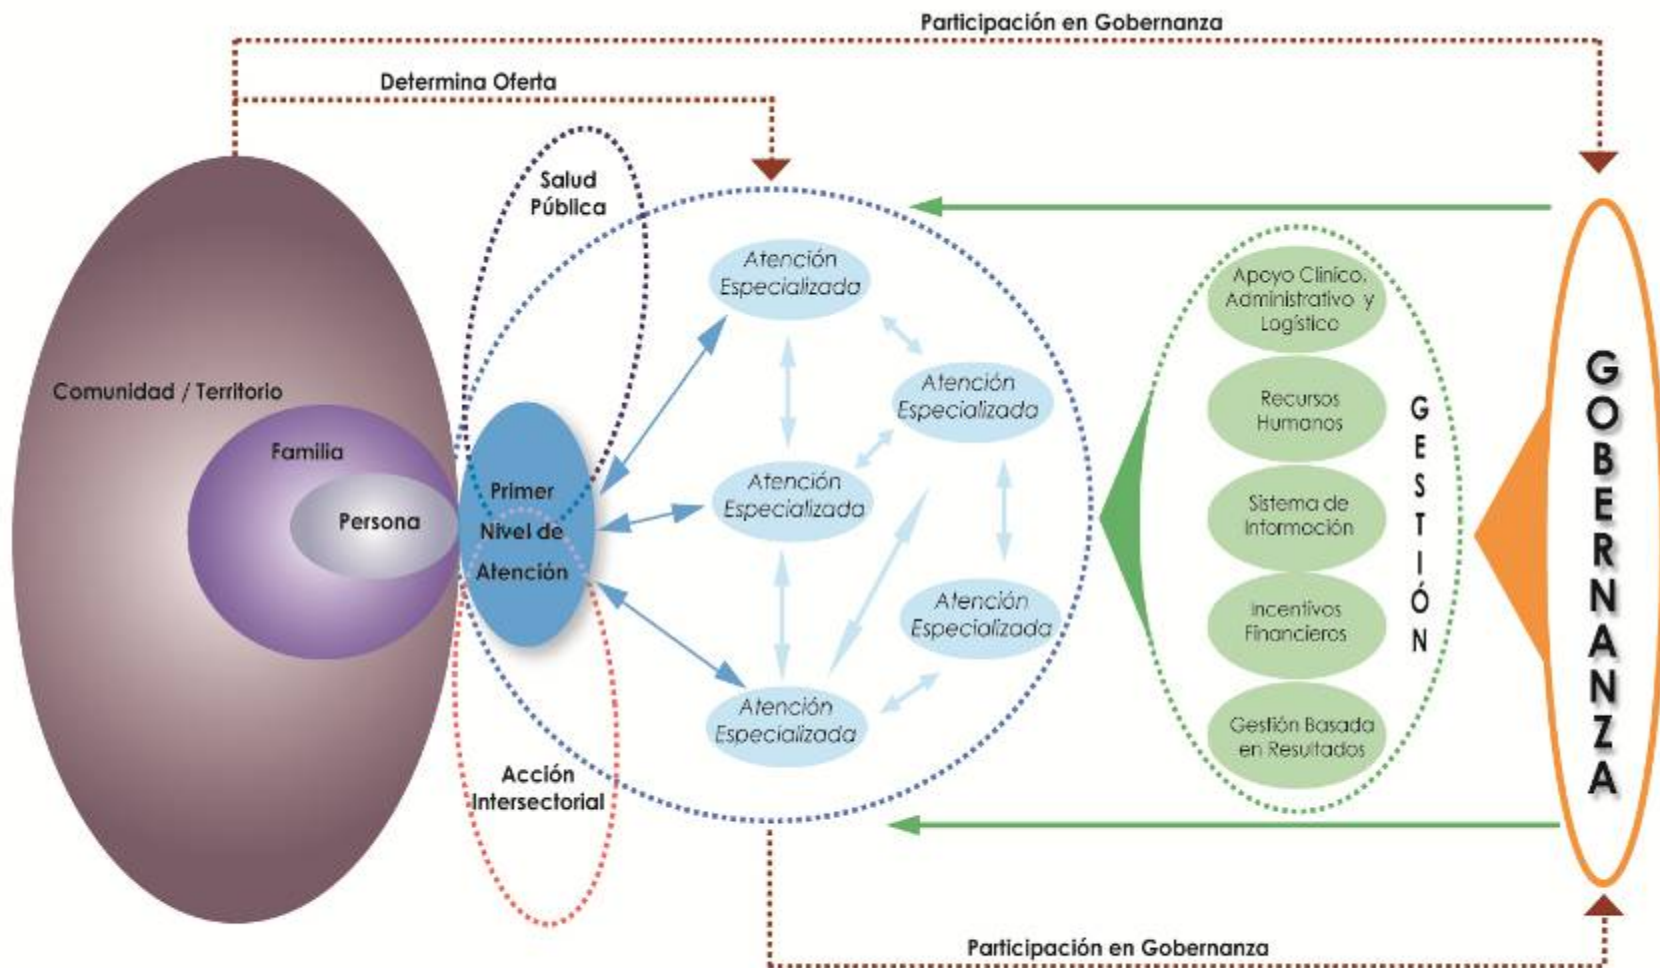 Participación en Gobernanza
Determina Oferta
Salud
Pública
Comunidad / Territorio
Familia
Persona
Primer
Nivel de
Atención
Acción
Intersectorial
Atención
Especializada
Atención
Especializada
Atención
Especializada
Atención
Especializada
Atención
Especializada
Apoyo Clínico,
Administrativo y
Logístico
Recursos
Humanos
Sistema de
Información
Incentivos
Financieros
Gestión Basada
en Resultados
GESTIÓN
GOBERNANZA
Participación en Gobernanza